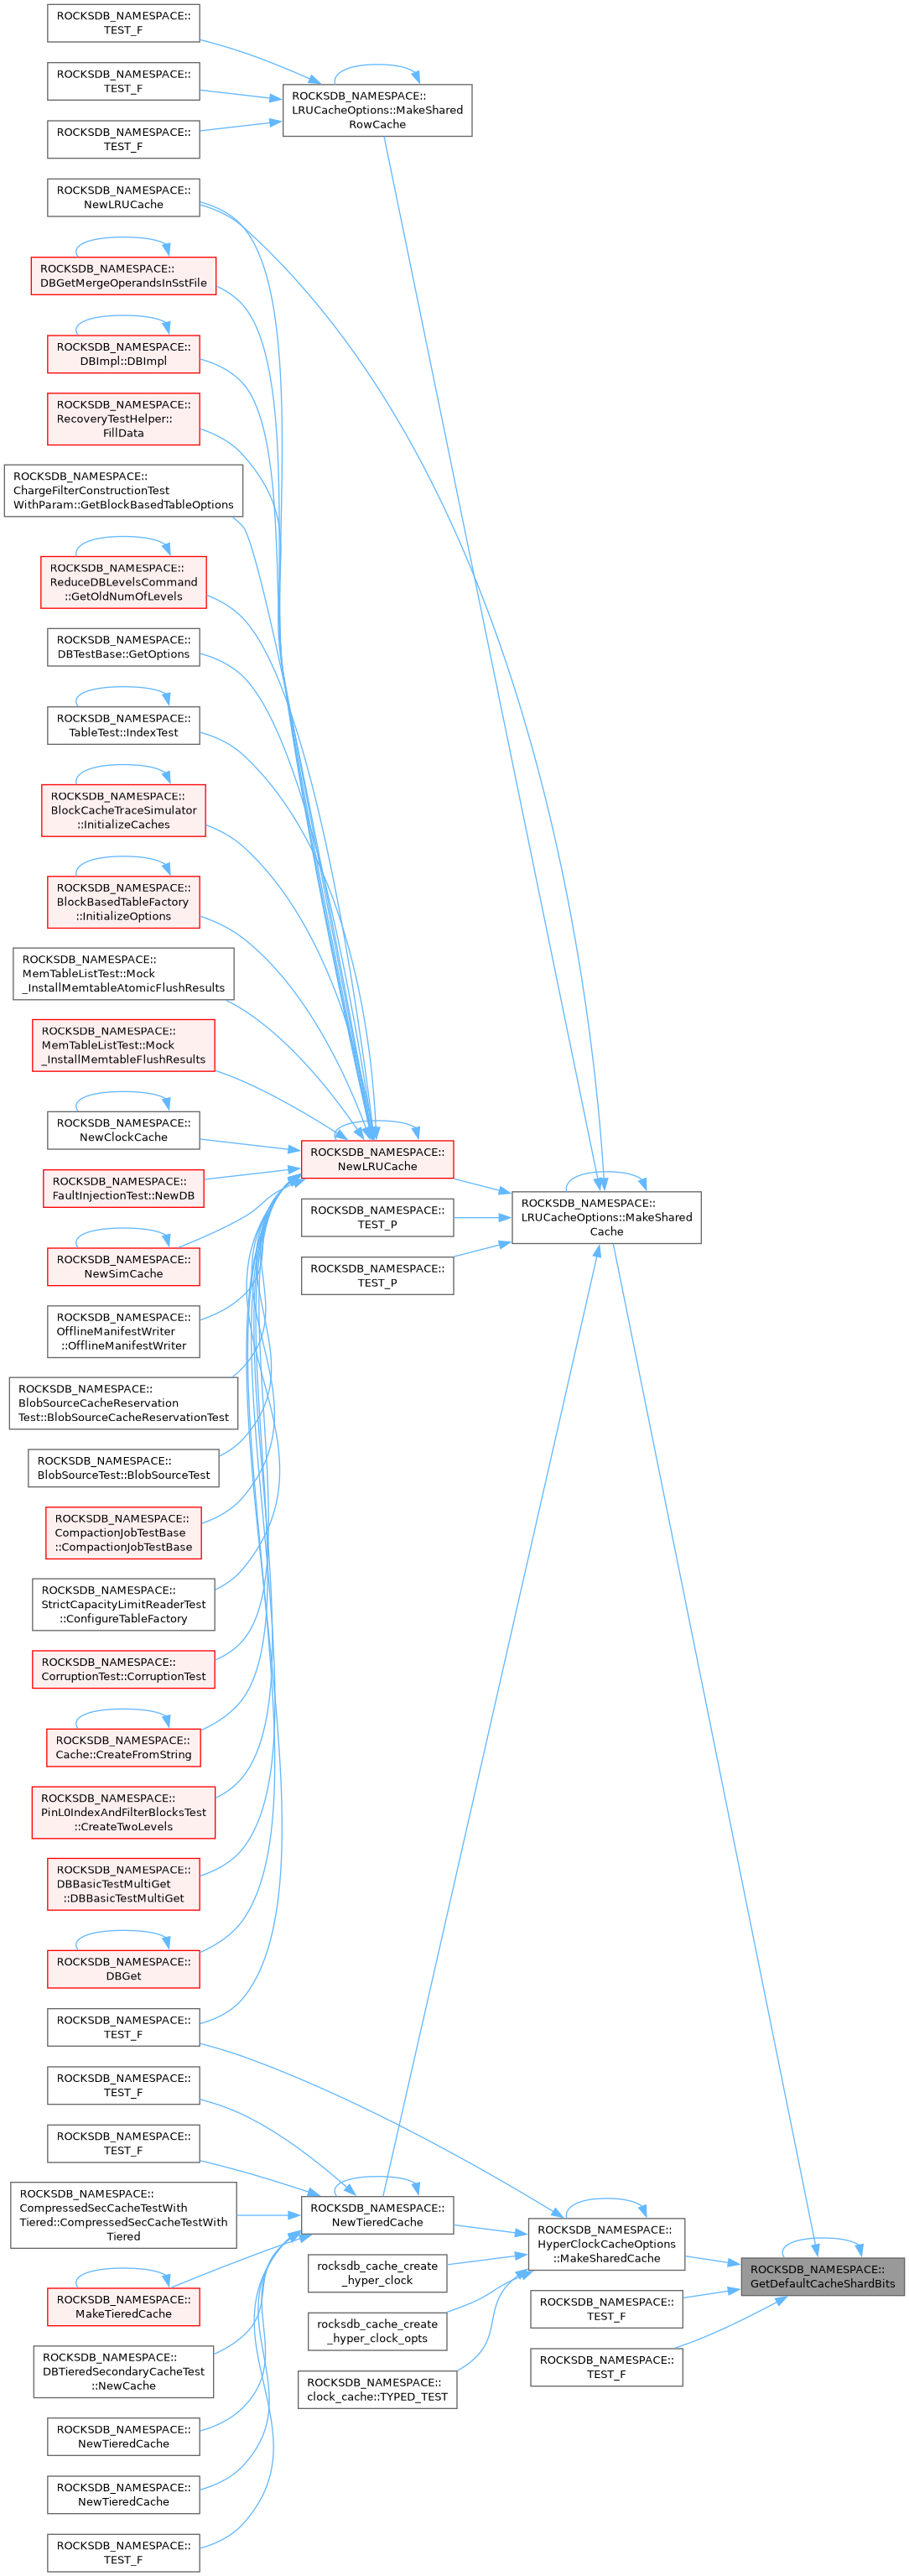 ROCKSDB_NAMESPACE::
TEST_F
ROCKSDB_NAMESPACE::
TEST_F
ROCKSDB_NAMESPACE::
TEST_F
ROCKSDB_NAMESPACE::
LRUCacheOptions::MakeShared
RowCache
ROCKSDB_NAMESPACE::
NewLRUCache
ROCKSDB_NAMESPACE::
DBGetMergeOperandsInSstFile
ROCKSDB_NAMESPACE::
DBImpl::DBImpl
ROCKSDB_NAMESPACE::
RecoveryTestHelper::
FillData
ROCKSDB_NAMESPACE::
ChargeFilterConstructionTest
WithParam::GetBlockBasedTableOptions
ROCKSDB_NAMESPACE::
ReduceDBLevelsCommand
::GetOldNumOfLevels
ROCKSDB_NAMESPACE::
DBTestBase::GetOptions
ROCKSDB_NAMESPACE::
TableTest::IndexTest
ROCKSDB_NAMESPACE::
BlockCacheTraceSimulator
::InitializeCaches
ROCKSDB_NAMESPACE::
BlockBasedTableFactory
::InitializeOptions
ROCKSDB_NAMESPACE::
MemTableListTest::Mock
_InstallMemtableAtomicFlushResults
ROCKSDB_NAMESPACE::
MemTableListTest::Mock
_InstallMemtableFlushResults
ROCKSDB_NAMESPACE::
NewClockCache
ROCKSDB_NAMESPACE::
FaultInjectionTest::NewDB
ROCKSDB_NAMESPACE::
NewSimCache
ROCKSDB_NAMESPACE::
OfflineManifestWriter
::OfflineManifestWriter
ROCKSDB_NAMESPACE::
BlobSourceCacheReservation
Test::BlobSourceCacheReservationTest
ROCKSDB_NAMESPACE::
BlobSourceTest::BlobSourceTest
ROCKSDB_NAMESPACE::
CompactionJobTestBase
::CompactionJobTestBase
ROCKSDB_NAMESPACE::
StrictCapacityLimitReaderTest
::ConfigureTableFactory
ROCKSDB_NAMESPACE::
CorruptionTest::CorruptionTest
ROCKSDB_NAMESPACE::
Cache::CreateFromString
ROCKSDB_NAMESPACE::
PinL0IndexAndFilterBlocksTest
::CreateTwoLevels
ROCKSDB_NAMESPACE::
DBBasicTestMultiGet
::DBBasicTestMultiGet
ROCKSDB_NAMESPACE::
DBGet
ROCKSDB_NAMESPACE::
TEST_F
ROCKSDB_NAMESPACE::
TEST_F
ROCKSDB_NAMESPACE::
TEST_F
ROCKSDB_NAMESPACE::
CompressedSecCacheTestWith
Tiered::CompressedSecCacheTestWith
Tiered
ROCKSDB_NAMESPACE::
MakeTieredCache
ROCKSDB_NAMESPACE::
DBTieredSecondaryCacheTest
::NewCache
ROCKSDB_NAMESPACE::
NewTieredCache
ROCKSDB_NAMESPACE::
NewTieredCache
ROCKSDB_NAMESPACE::
TEST_F
ROCKSDB_NAMESPACE::
NewLRUCache
ROCKSDB_NAMESPACE::
TEST_P
ROCKSDB_NAMESPACE::
TEST_P
ROCKSDB_NAMESPACE::
LRUCacheOptions::MakeShared
Cache
ROCKSDB_NAMESPACE::
NewTieredCache
rocksdb_cache_create
_hyper_clock
rocksdb_cache_create
_hyper_clock_opts
ROCKSDB_NAMESPACE::
clock_cache::TYPED_TEST
ROCKSDB_NAMESPACE::
HyperClockCacheOptions
::MakeSharedCache
ROCKSDB_NAMESPACE::
TEST_F
ROCKSDB_NAMESPACE::
TEST_F
ROCKSDB_NAMESPACE::
GetDefaultCacheShardBits